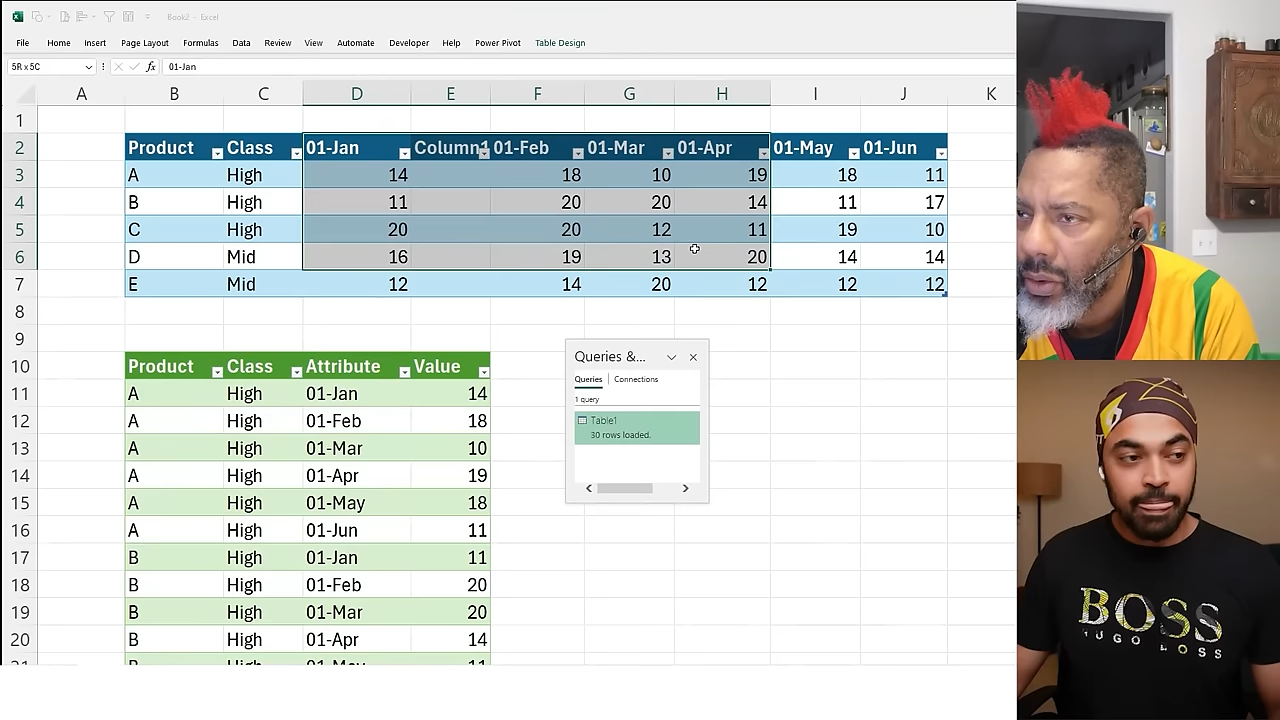 Book2 - Excel
File Home Insert Page Layout Formulas Data Review View Automate Developer Help Power Pivot Table Design
5R x 5C fx 01-Jan
A B C D E F G H I J K
1
2 Product Class 01-Jan Column1 01-Feb 01-Mar 01-Apr 01-May 01-Jun
3 A High 14 18 10 19 18 11
4 B High 11 20 20 14 11 17
5 C High 20 20 12 11 19 10
6 D Mid 16 19 13 20 14 14
7 E Mid 12 14 20 12 12 12
8
9
10 Product Class Attribute Value
11 A High 01-Jan 14
12 A High 01-Feb 18
13 A High 01-Mar 10
14 A High 01-Apr 19
15 A High 01-May 18
16 A High 01-Jun 11
17 B High 01-Jan 11
18 B High 01-Feb 20
19 B High 01-Mar 20
20 B High 01-Apr 14
Queries &...
Queries Connections
1 query
Table1
30 rows loaded.
BOSS
HUGO BOSS